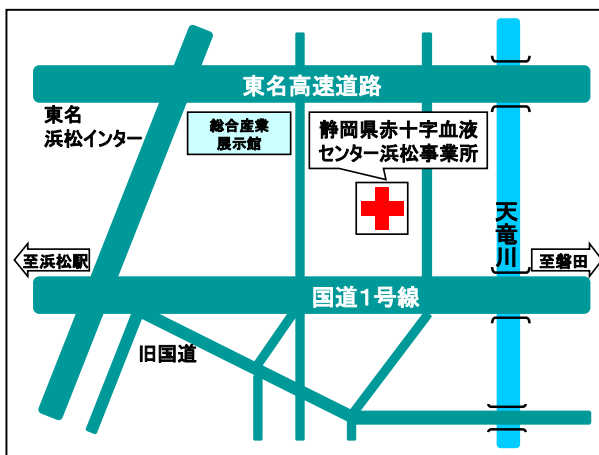 東名高速道路
東名
浜松インター
総合産業
展示館
静岡県赤十字血液
センター浜松事業所
天竜川
至浜松駅
至磐田
国道1号線
旧国道